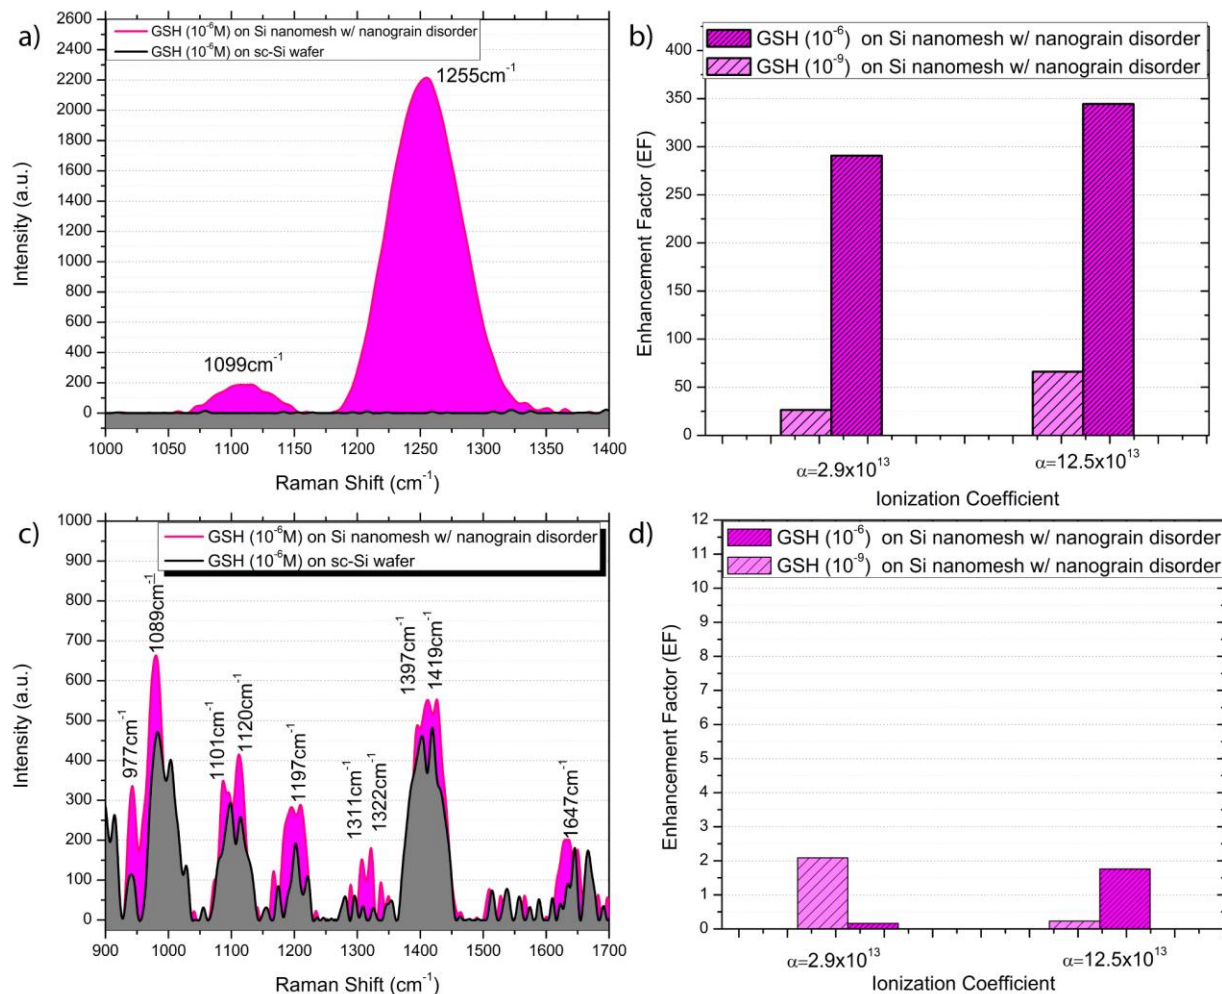 a)
GSH (10⁻⁶M) on Si nanomesh w/ nanograin disorder
GSH (10⁻⁶M) on sc-Si wafer
1255cm⁻¹
1099cm⁻¹
2600
2400
2200
2000
1800
1600
1400
1200
1000
800
600
400
200
0
Intensity (a.u.)
1000 1050 1100 1150 1200 1250 1300 1350 1400
Raman Shift (cm⁻¹)
b)
GSH (10⁻⁶) on Si nanomesh w/ nanograin disorder
GSH (10⁻⁹) on Si nanomesh w/ nanograin disorder
400
350
300
250
200
150
100
50
0
Enhancement Factor (EF)
α=2.9x10¹³ α=12.5x10¹³
Ionization Coefficient
c)
GSH (10⁻⁶M) on Si nanomesh w/ nanograin disorder
GSH (10⁻⁶M) on sc-Si wafer
977cm⁻¹
1089cm⁻¹
1101cm⁻¹
1120cm⁻¹
1197cm⁻¹
1311cm⁻¹
1322cm⁻¹
1397cm⁻¹
1419cm⁻¹
1647cm⁻¹
1000
900
800
700
600
500
400
300
200
100
0
Intensity (a.u.)
900 1000 1100 1200 1300 1400 1500 1600 1700
Raman Shift (cm⁻¹)
d)
GSH (10⁻⁶) on Si nanomesh w/ nanograin disorder
GSH (10⁻⁹) on Si nanomesh w/ nanograin disorder
12
11
10
9
8
7
6
5
4
3
2
1
0
Enhancement Factor (EF)
α=2.9x10¹³ α=12.5x10¹³
Ionization Coefficient